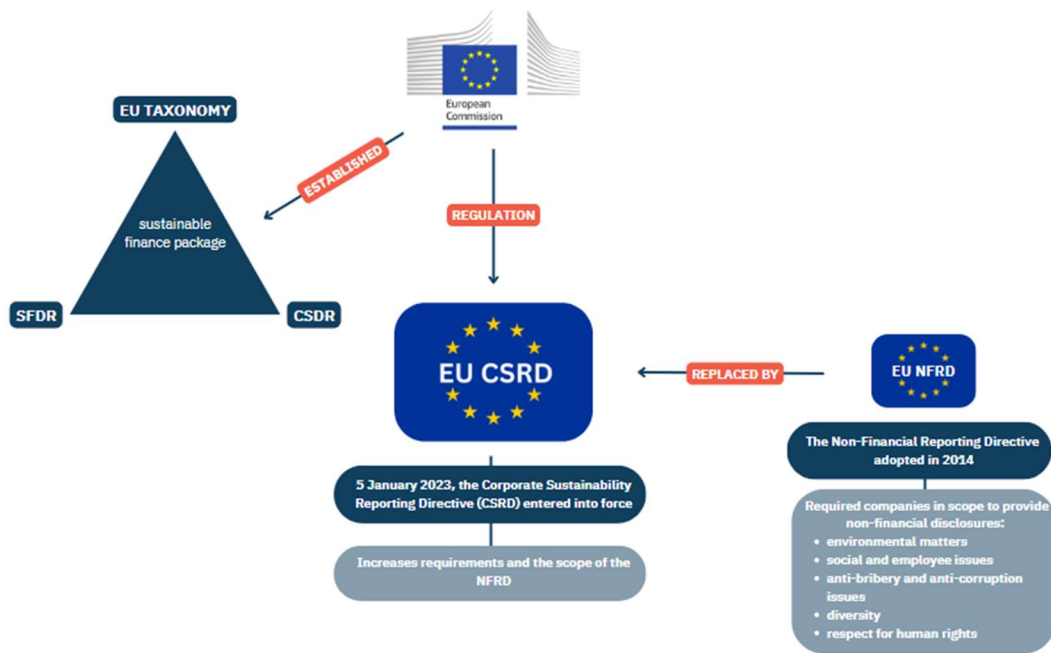 European
Commission
EU TAXONOMY
ESTABLISHED
REGULATION
sustainable
finance package
SFDR
CSDR
EU CSRD
REPLACED BY
EU NFRD
5 January 2023, the Corporate Sustainability
Reporting Directive (CSRD) entered into force
Increases requirements and the scope of the
NFRD
The Non-Financial Reporting Directive
adopted in 2014
Required companies in scope to provide
non-financial disclosures:
• environmental matters
• social and employee issues
• anti-bribery and anti-corruption
issues
• diversity
• respect for human rights